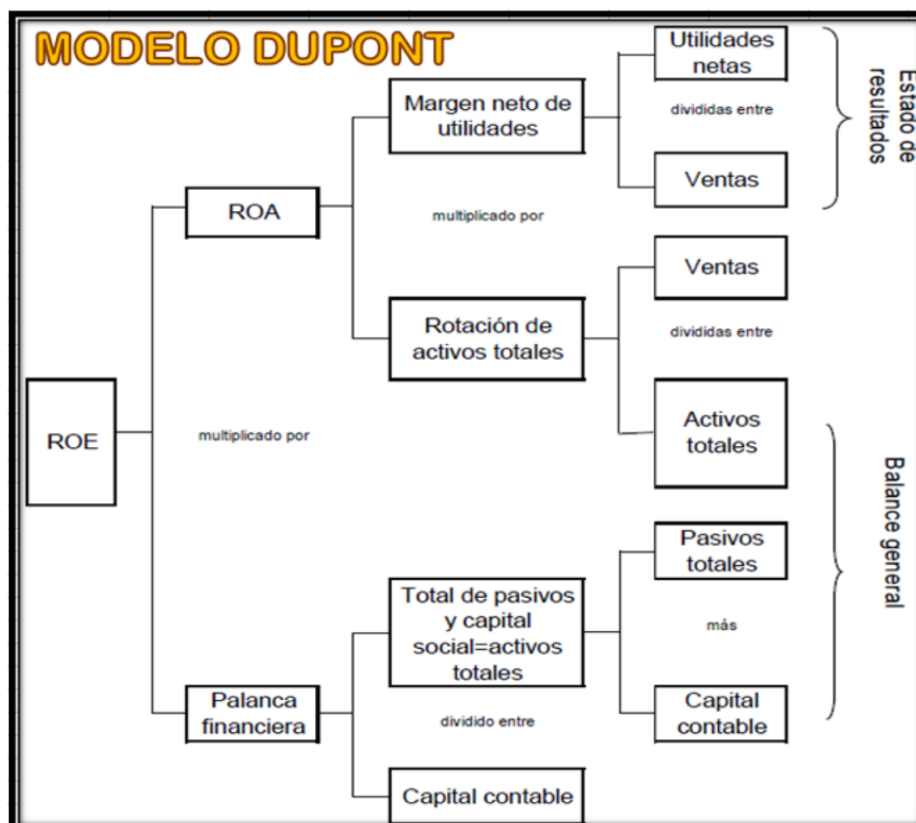 MODELO DUPONT
Utilidades
netas
Estado de
resultados
Margen neto de
utilidades
divididas entre
Ventas
ROA
multiplicado por
Ventas
Rotación de
activos totales
divididas entre
Activos
totales
ROE
multiplicado por
Balance general
Pasivos
totales
Total de pasivos
y capital
social=activos
totales
más
Palanca
financiera
dividido entre
Capital
contable
Capital contable